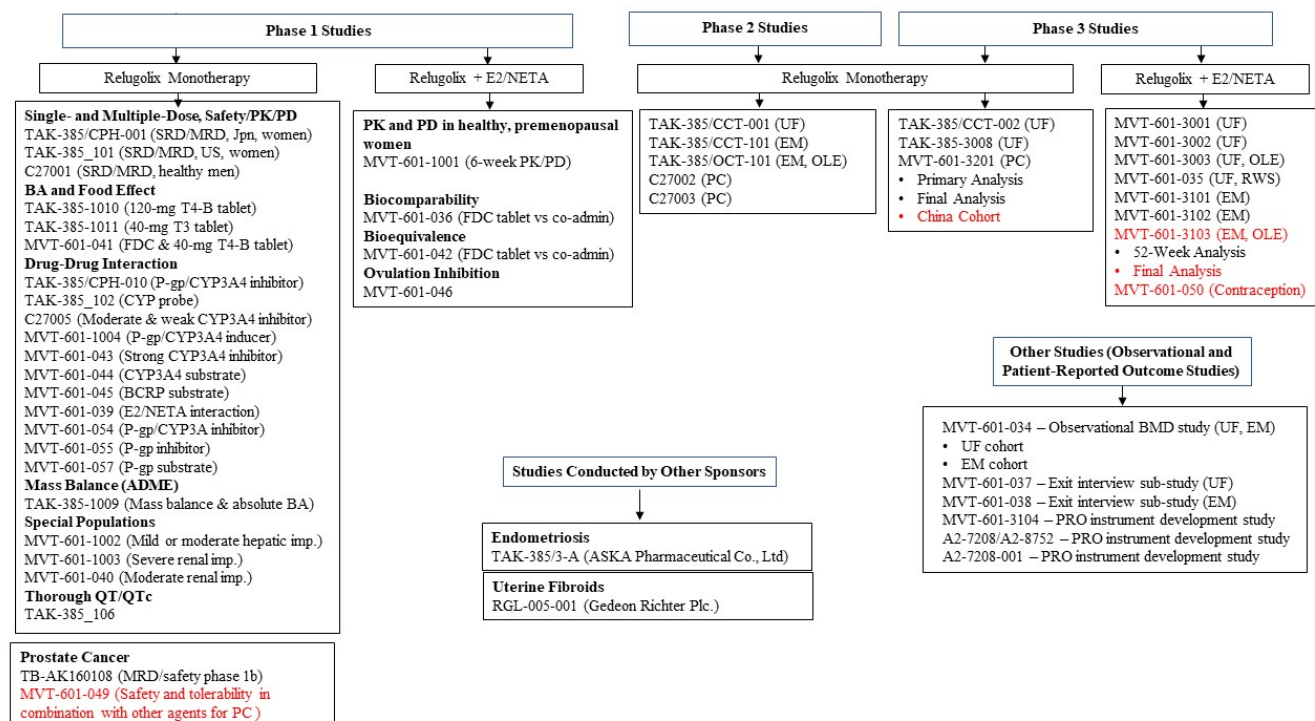 Phase 1 Studies
Relugolix Monotherapy
Single- and Multiple-Dose, Safety/PK/PD
TAK-385/CPH-001 (SRD/MRD, Jpn, women)
TAK-385_101 (SRD/MRD, US, women)
C27001 (SRD/MRD, healthy men)
BA and Food Effect
TAK-385-1010 (120-mg T4-B tablet)
TAK-385-1011 (40-mg T3 tablet)
MVT-601-041 (FDC & 40-mg T4-B tablet)
Drug-Drug Interaction
TAK-385/CPH-010 (P-gp/CYP3A4 inhibitor)
TAK-385_102 (CYP probe)
C27005 (Moderate & weak CYP3A4 inhibitor)
MVT-601-1004 (P-gp/CYP3A4 inducer)
MVT-601-043 (Strong CYP3A4 inhibitor)
MVT-601-044 (CYP3A4 substrate)
MVT-601-045 (BCRP substrate)
MVT-601-039 (E2/NETA interaction)
MVT-601-054 (P-gp/CYP3A inhibitor)
MVT-601-055 (P-gp inhibitor)
MVT-601-057 (P-gp substrate)
Mass Balance (ADME)
TAK-385-1009 (Mass balance & absolute BA)
Special Populations
MVT-601-1002 (Mild or moderate hepatic imp.)
MVT-601-1003 (Severe renal imp.)
MVT-601-040 (Moderate renal imp.)
Thorough QT/QTc
TAK-385_106
Prostate Cancer
TB-AK160108 (MRD/safety phase 1b)
MVT-601-049 (Safety and tolerability in
combination with other agents for PC )
Relugolix + E2/NETA
PK and PD in healthy, premenopausal
women
MVT-601-1001 (6-week PK/PD)
Biocomparability
MVT-601-036 (FDC tablet vs co-admin)
Bioequivalence
MVT-601-042 (FDC tablet vs co-admin)
Ovulation Inhibition
MVT-601-046
Phase 2 Studies
Phase 3 Studies
Relugolix Monotherapy
TAK-385/CCT-001 (UF)
TAK-385/CCT-101 (EM)
TAK-385/OCT-101 (EM, OLE)
C27002 (PC)
C27003 (PC)
TAK-385/CCT-002 (UF)
TAK-385-3008 (UF)
MVT-601-3201 (PC)
• Primary Analysis
• Final Analysis
• China Cohort
Relugolix + E2/NETA
MVT-601-3001 (UF)
MVT-601-3002 (UF)
MVT-601-3003 (UF, OLE)
MVT-601-035 (UF, RWS)
MVT-601-3101 (EM)
MVT-601-3102 (EM)
MVT-601-3103 (EM, OLE)
• 52-Week Analysis
• Final Analysis
MVT-601-050 (Contraception)
Other Studies (Observational and
Patient-Reported Outcome Studies)
MVT-601-034 – Observational BMD study (UF, EM)
• UF cohort
• EM cohort
MVT-601-037 – Exit interview sub-study (UF)
MVT-601-038 – Exit interview sub-study (EM)
MVT-601-3104 – PRO instrument development study
A2-7208/A2-8752 – PRO instrument development study
A2-7208-001 – PRO instrument development study
Studies Conducted by Other Sponsors
Endometriosis
TAK-385/3-A (ASKA Pharmaceutical Co., Ltd)
Uterine Fibroids
RGL-005-001 (Gedeon Richter Plc.)